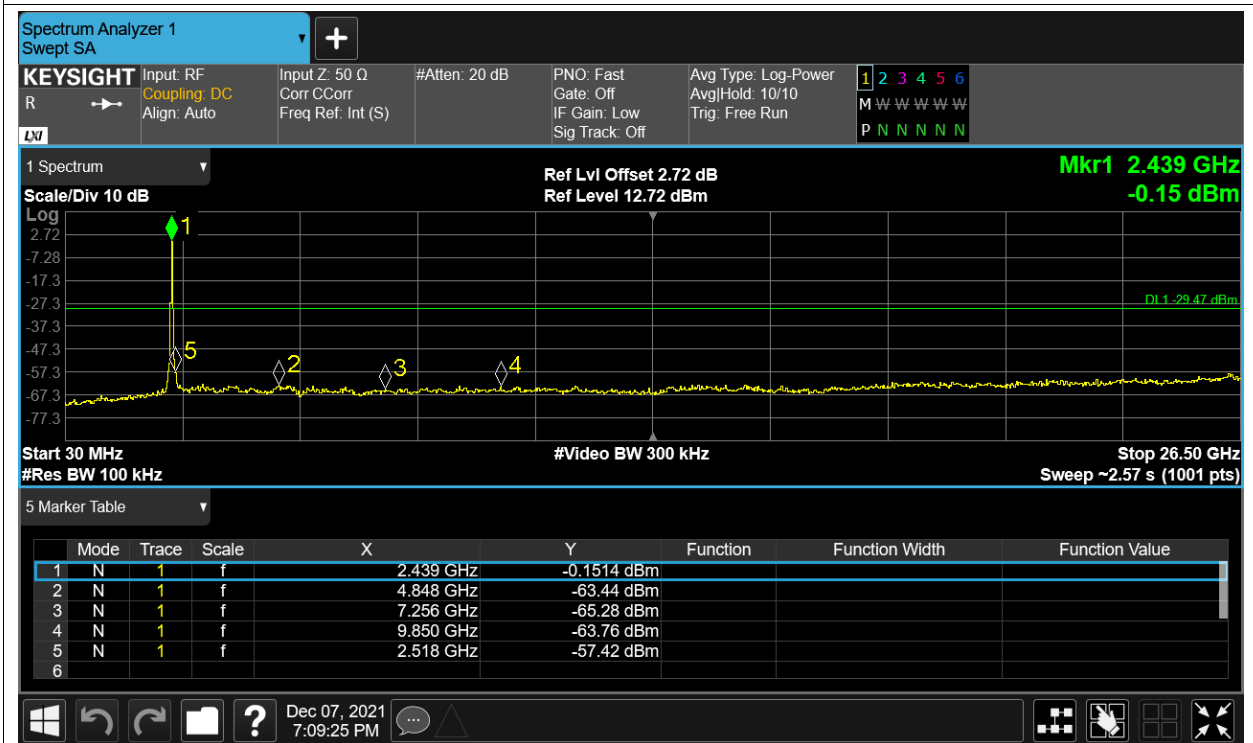 Spectrum Analyzer 1
Swept SA
+
KEYSIGHT Input: RF Input Z: 50 Ω #Atten: 20 dB PNO: Fast Avg Type: Log-Power 1 2 3 4 5 6
R Coupling: DC Corr CCorr Gate: Off Avg|Hold: 10/10 M W W W W W
Align: Auto Freq Ref: Int (S) IF Gain: Low Trig: Free Run
LXI Sig Track: Off P N N N N N
1 Spectrum Ref Lvl Offset 2.72 dB Mkr1 2.439 GHz
Scale/Div 10 dB Ref Level 12.72 dBm -0.15 dBm
Log
1
2.72
-7.28
-17.3
-27.3 DL1 -29.47 dBm
-37.3
-47.3 5
-57.3 2 3 4
-67.3
-77.3
Start 30 MHz #Video BW 300 kHz Stop 26.50 GHz
#Res BW 100 kHz Sweep ~2.57 s (1001 pts)
5 Marker Table
Mode Trace Scale X Y Function Function Width Function Value
1 N 1 f 2.439 GHz -0.1514 dBm
2 N 1 f 4.848 GHz -63.44 dBm
3 N 1 f 7.256 GHz -65.28 dBm
4 N 1 f 9.850 GHz -63.76 dBm
5 N 1 f 2.518 GHz -57.42 dBm
6
? Dec 07, 2021
7:09:25 PM